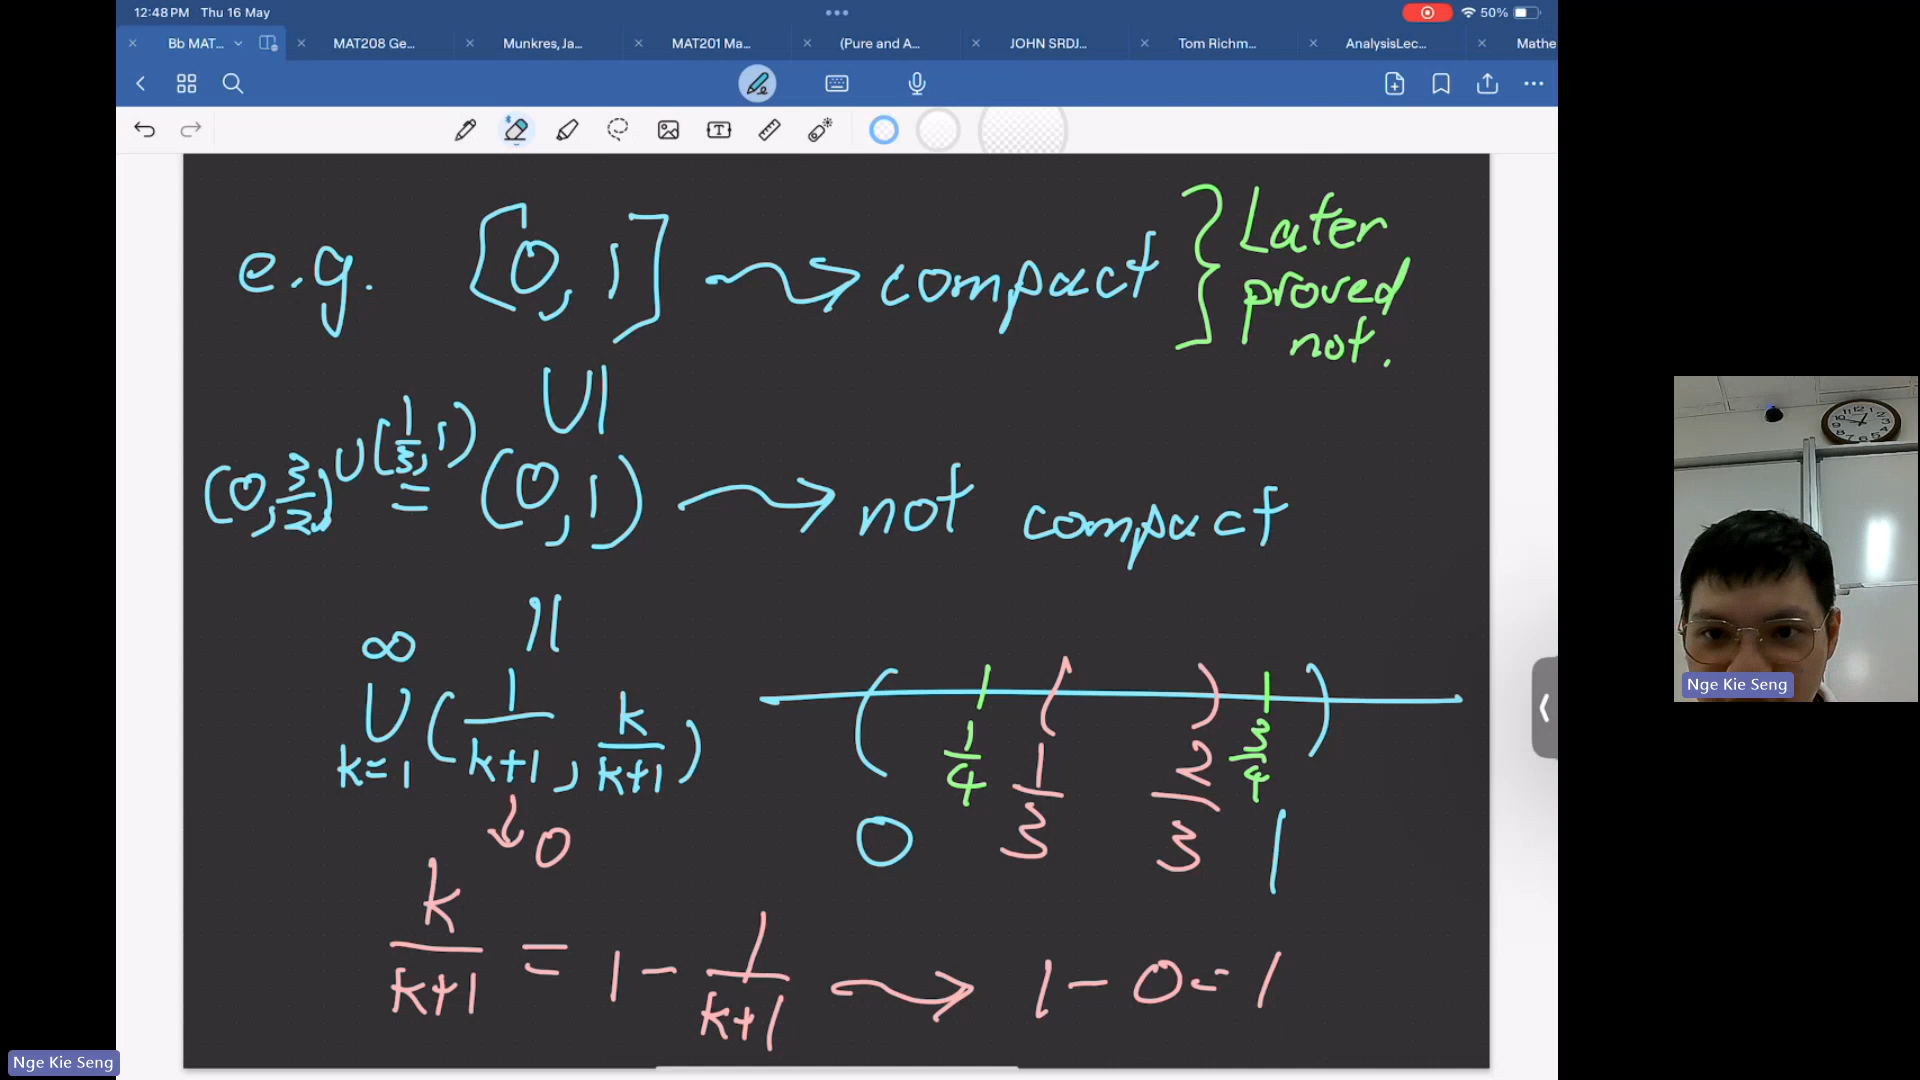 12:48 PM Thu 16 May
50%
Bb MAT...
MAT208 Ge...
Munkres, Ja...
MAT201 Ma...
(Pure and A...
JOHN SRDJ...
Tom Richm...
AnalysisLec...
Mathe
e.g. [0, 1] ⇝ compact } Later
proved
not.
∪|
(0, 3/2) ∪ (1/3, 1) = (0, 1) ⇝ not compact
||
∞
∪ (1/k+1, k/k+1)
k=1
↓ 0
( 1/4 ( 1/3 2/3 ) 3/4 )
0 1
k/k+1 = 1 − 1/k+1 ⇝ 1 − 0 = 1
Nge Kie Seng
Nge Kie Seng